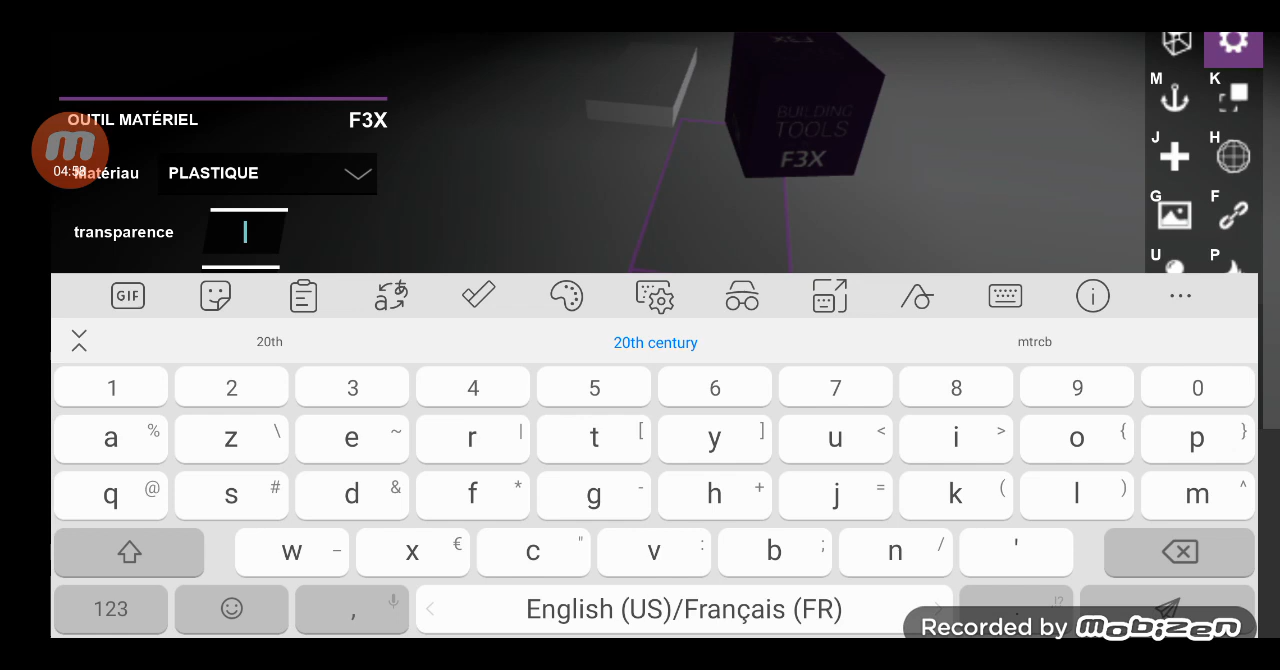 M K
OUTIL MATÉRIEL F3X
J H
BUILDING
TOOLS
F3X
04:58
Matériau PLASTIQUE
G F
transparence
U P
GIF
20th 20th century mtrcb
1 2 3 4 5 6 7 8 9 0
a % z \ e ~ r | t [ y ] u < i > o { p }
q @ s # d & f * g - h + j = k ( l ) m ^
w _ x € c " v : b ; n / '
123 , English (US)/Français (FR) . !?
Recorded by mobizen